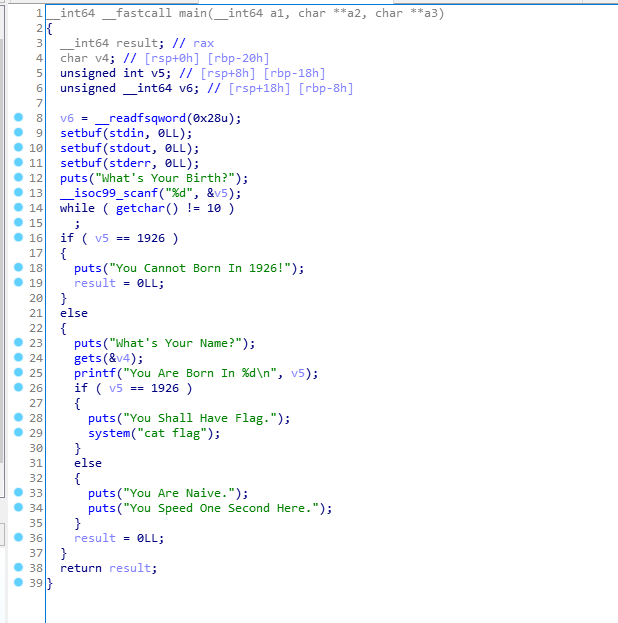 1 __int64 __fastcall main(__int64 a1, char **a2, char **a3)
2 {
3   __int64 result; // rax
4   char v4; // [rsp+0h] [rbp-20h]
5   unsigned int v5; // [rsp+8h] [rbp-18h]
6   unsigned __int64 v6; // [rsp+18h] [rbp-8h]
7
8   v6 = __readfsqword(0x28u);
9   setbuf(stdin, 0LL);
10   setbuf(stdout, 0LL);
11   setbuf(stderr, 0LL);
12   puts("What's Your Birth?");
13   __isoc99_scanf("%d", &v5);
14   while ( getchar() != 10 )
15     ;
16   if ( v5 == 1926 )
17   {
18     puts("You Cannot Born In 1926!");
19     result = 0LL;
20   }
21   else
22   {
23     puts("What's Your Name?");
24     gets(&v4);
25     printf("You Are Born In %d\n", v5);
26     if ( v5 == 1926 )
27     {
28       puts("You Shall Have Flag.");
29       system("cat flag");
30     }
31     else
32     {
33       puts("You Are Naive.");
34       puts("You Speed One Second Here.");
35     }
36     result = 0LL;
37   }
38   return result;
39 }